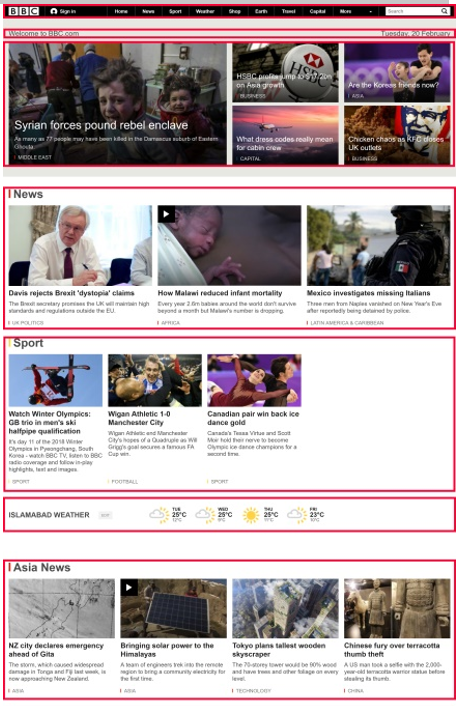 BBC Sign in Home News Sport Weather Shop Earth Travel Capital More Search
Welcome to BBC.com Tuesday, 20 February
Syrian forces pound rebel enclave
As many as 77 people may have been killed in the Damascus suburb of Eastern
Ghouta.
MIDDLE EAST
HSBC profits jump to $17.2bn
on Asia growth
BUSINESS
Are the Korean friends now?
ASIA
What dress codes really mean
for cabin crew
CAPITAL
Chicken chaos as KFC closes
UK outlets
BUSINESS
News
Davis rejects Brexit 'dystopia' claims
The Brexit secretary promises the UK will maintain high
standards and regulations outside the EU.
UK POLITICS
How Malawi reduced infant mortality
Every year 2.6m babies around the world don't survive
beyond a month but Malawi's number is dropping.
AFRICA
Mexico investigates missing Italians
Three men from Naples vanished on New Year's Eve
after reportedly being detained by police.
LATIN AMERICA & CARIBBEAN
Sport
Watch Winter Olympics:
GB trio in men's ski
halfpipe qualification
It's day 11 of the 2018 Winter
Olympics in Pyeongchang, South
Korea - watch BBC TV, listen to BBC
radio coverage and follow in-play
highlights, text and images.
SPORT
Wigan Athletic 1-0
Manchester City
Wigan Athletic end Manchester
City's hopes of a Quadruple as Will
Grigg's goal secures a famous FA
Cup win.
FOOTBALL
Canadian pair win back ice
dance gold
Canada's Tessa Virtue and Scott
Moir hold their nerve to become
Olympic ice dance champions for a
second time.
SPORT
ISLAMABAD WEATHER
TUE
25°C
12°C
WED
25°C
THU
25°C
FRI
23°C
10°C
Asia News
NZ city declares emergency
ahead of Gita
The storm, which caused widespread
damage in Tonga and Fiji last week, is
now approaching New Zealand.
ASIA
Bringing solar power to the
Himalayas
A team of engineers trek into the remote
region to bring a community electricity for
the first time.
ASIA
Tokyo plans tallest wooden
skyscraper
The 70-storey tower would be 90% wood
and have trees and other foliage on every
level.
TECHNOLOGY
Chinese fury over terracotta
thumb theft
A US man took a selfie with the 2,000-
year-old terracotta warrior statue before
stealing its thumb.
CHINA